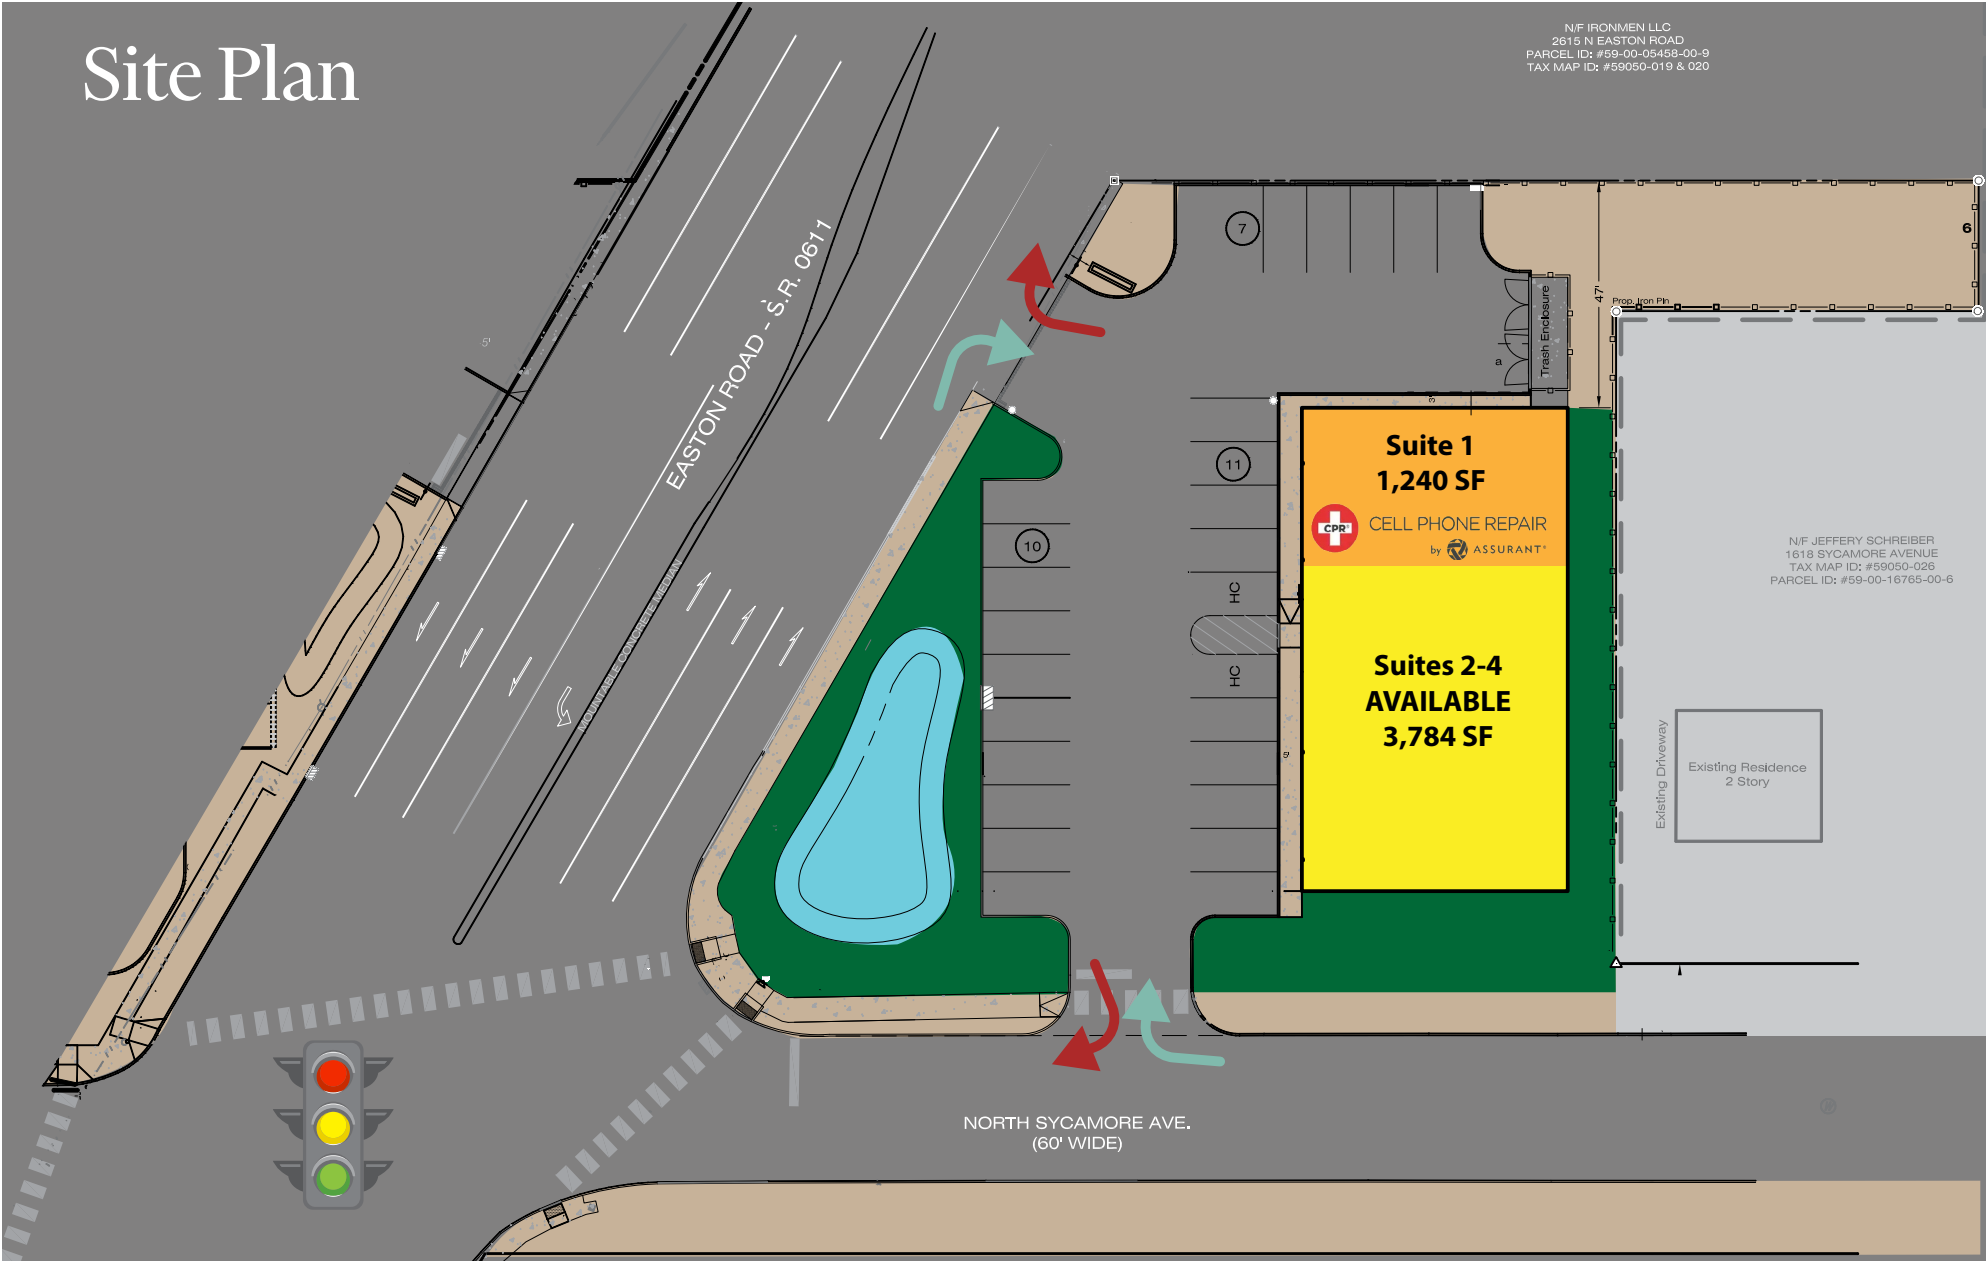 Site Plan
N/F IRONMEN LLC
2615 N EASTON ROAD
PARCEL ID: #59-00-05458-00-9
TAX MAP ID: #59050-019 & 020
EASTON ROAD - S.R. 0611
MOUNTABLE CONCRETE MEDIAN
5'
7
6
47'
Prop. Iron Pin
Trash Enclosure
a
3'
11
10
HC
HC
5'
Suite 1
1,240 SF
CPR
CELL PHONE REPAIR
by ASSURANT®
Suites 2-4
AVAILABLE
3,784 SF
N/F JEFFERY SCHREIBER
1618 SYCAMORE AVENUE
TAX MAP ID: #59050-026
PARCEL ID: #59-00-16765-00-6
Existing Driveway
Existing Residence
2 Story
NORTH SYCAMORE AVE.
(60' WIDE)